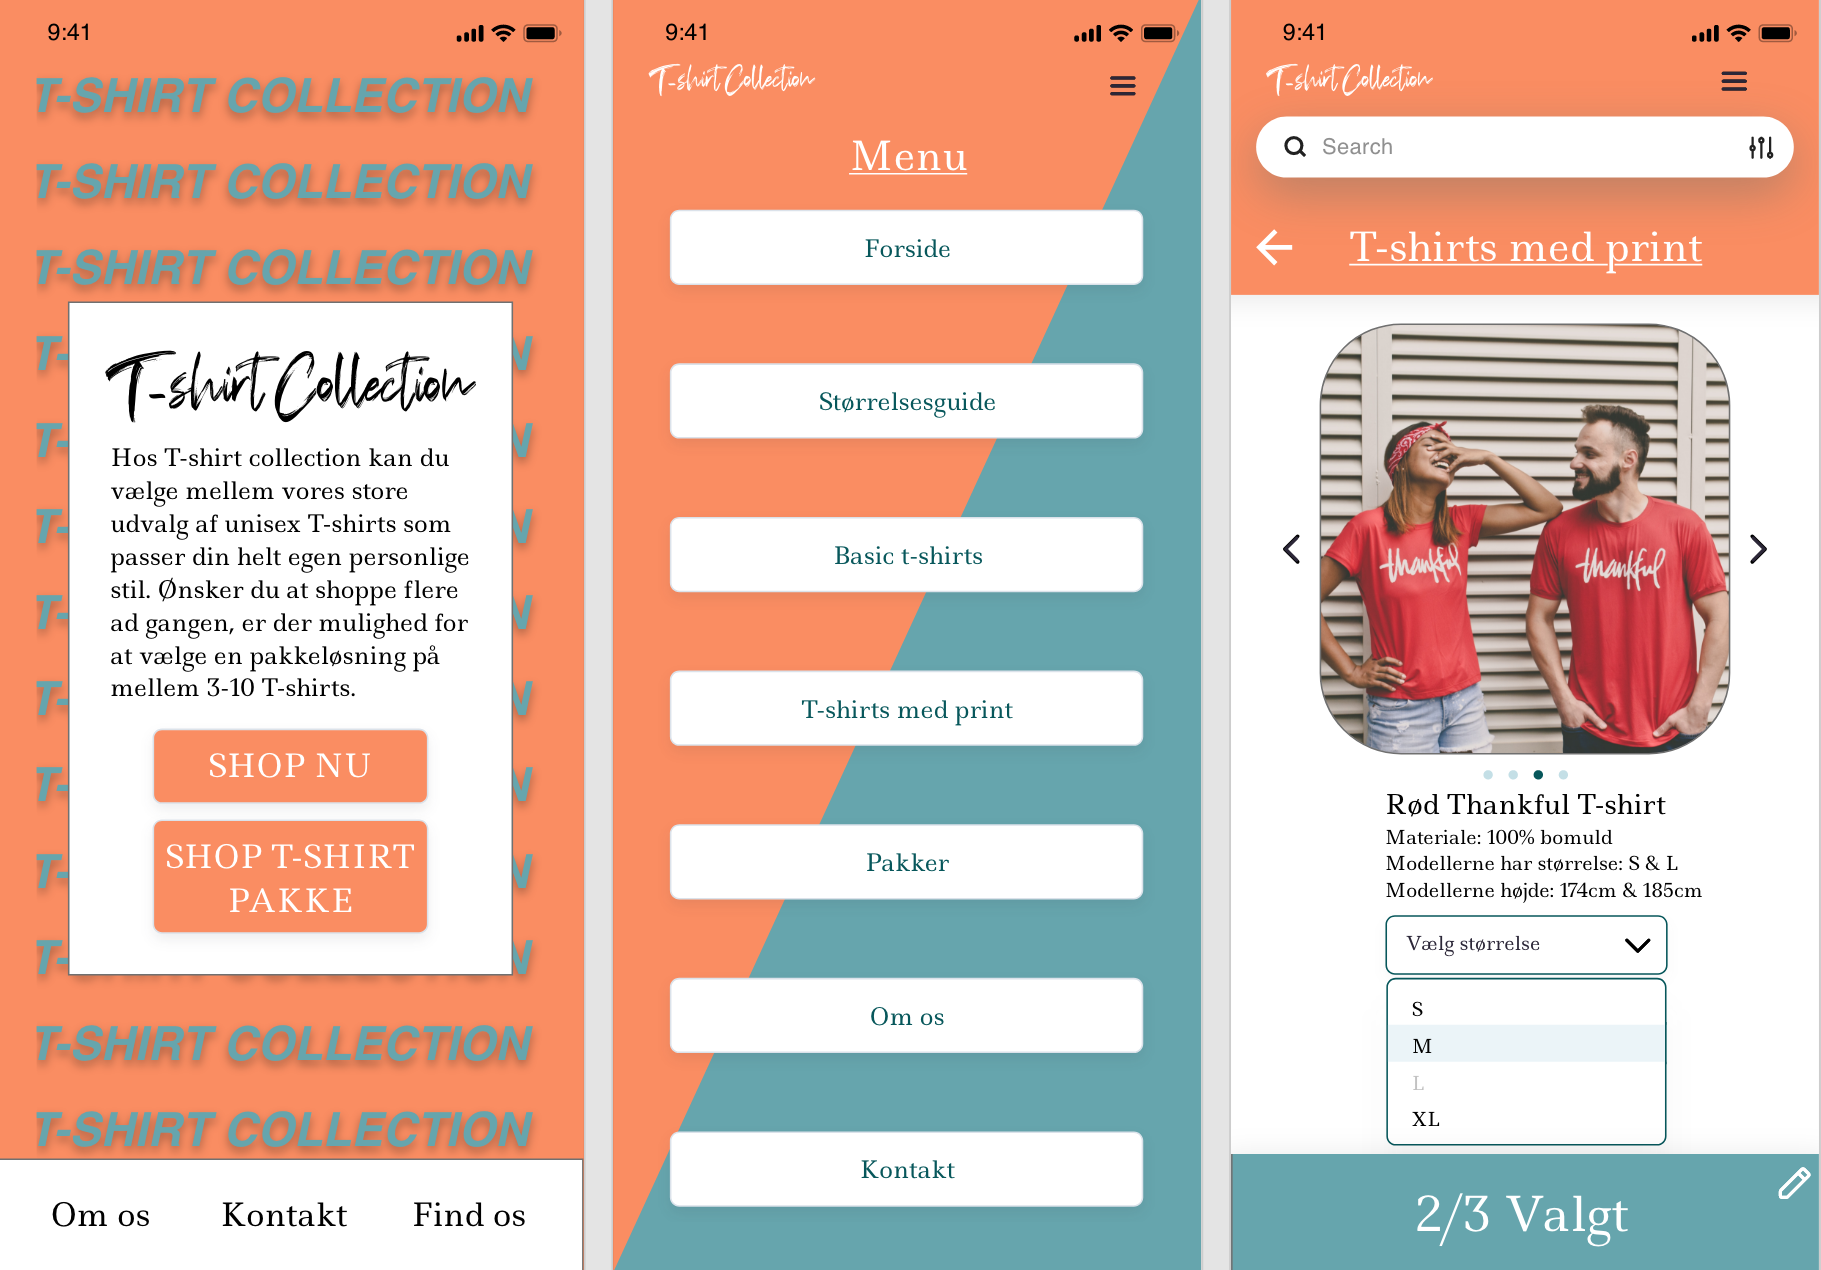 9:41
T-SHIRT COLLECTION
T-SHIRT COLLECTION
T-SHIRT COLLECTION
T-Shirt Collection
Hos T-shirt collection kan du
vælge mellem vores store
udvalg af unisex T-shirts som
passer din helt egen personlige
stil. Ønsker du at shoppe flere
ad gangen, er der mulighed for
at vælge en pakkeløsning på
mellem 3-10 T-shirts.
SHOP NU
SHOP T-SHIRT
PAKKE
T-SHIRT COLLECTION
T-SHIRT COLLECTION
Om os Kontakt Find os
9:41
T-shirt Collection
Menu
Forside
Størrelsesguide
Basic t-shirts
T-shirts med print
Pakker
Om os
Kontakt
9:41
T-shirt Collection
Search
T-shirts med print
thankful
thankful
Rød Thankful T-shirt
Materiale: 100% bomuld
Modellerne har størrelse: S & L
Modellerne højde: 174cm & 185cm
Vælg størrelse
S
M
L
XL
2/3 Valgt